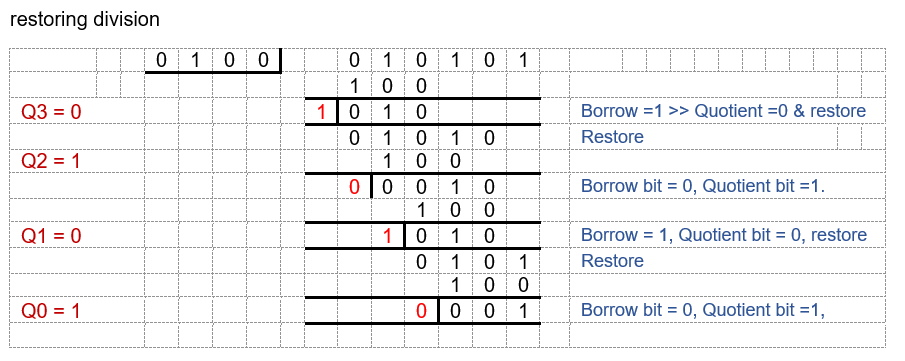 restoring division
0 1 0 0 0 1 0 1 0 1
1 0 0
Q3 = 0 1 0 1 0 Borrow =1 >> Quotient =0 & restore
0 1 0 1 0 Restore
Q2 = 1 1 0 0
0 0 0 1 0 Borrow bit = 0, Quotient bit =1.
1 0 0
Q1 = 0 1 0 1 0 Borrow = 1, Quotient bit = 0, restore
0 1 0 1 Restore
1 0 0
Q0 = 1 0 0 0 1 Borrow bit = 0, Quotient bit =1,